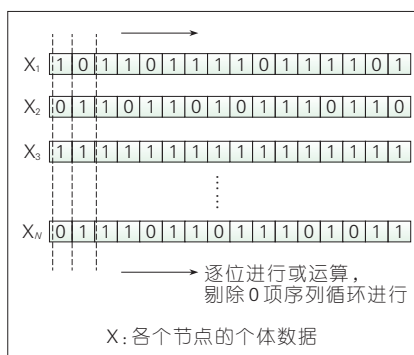 X₁ 1 0 1 1 0 1 1 1 1 0 1 1 1 0 1
X₂ 0 1 1 0 1 1 0 1 0 1 1 1 0 1 1 0
X₃ 1 1 1 1 1 1 1 1 1 1 1 1 1 1 1
X_N 0 1 1 1 0 1 1 0 1 1 1 0 1 0 1 1
逐位进行或运算，
剔除0项序列循环进行
X：各个节点的个体数据